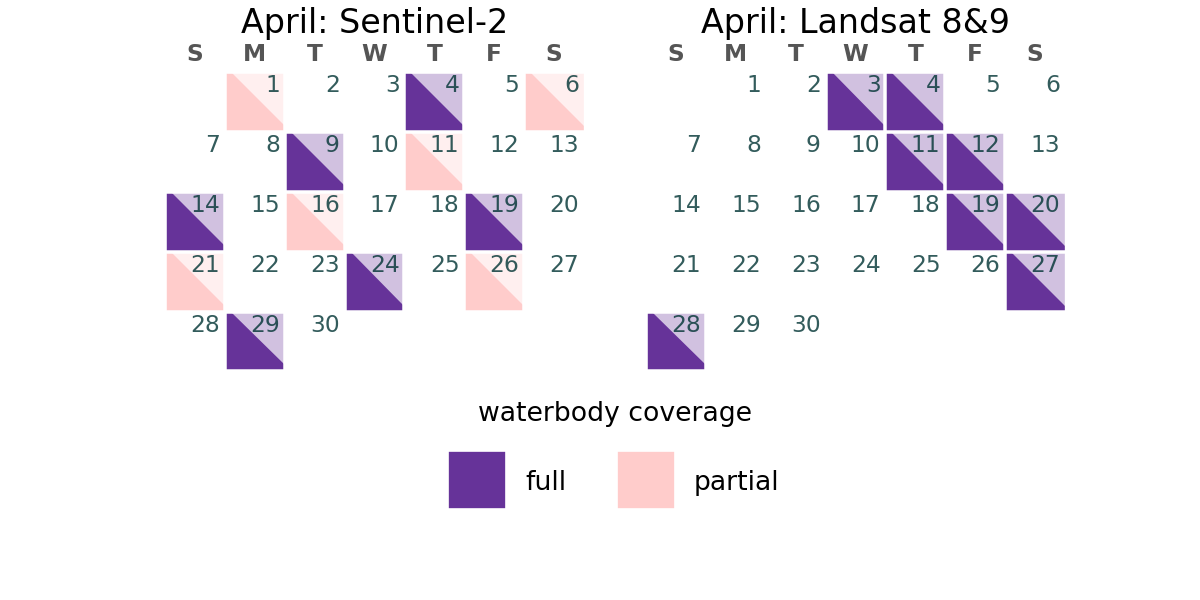 April: Sentinel-2
S M T W T F S
1 2 3 4 5 6
7 8 9 10 11 12 13
14 15 16 17 18 19 20
21 22 23 24 25 26 27
28 29 30
April: Landsat 8&9
S M T W T F S
1 2 3 4 5 6
7 8 9 10 11 12 13
14 15 16 17 18 19 20
21 22 23 24 25 26 27
28 29 30
waterbody coverage
full partial